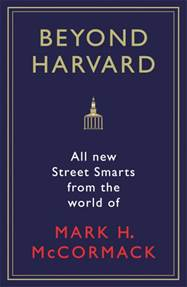 BEYOND
HARVARD
All new
Street Smarts
from the
world of
MARK H.
McCORMACK